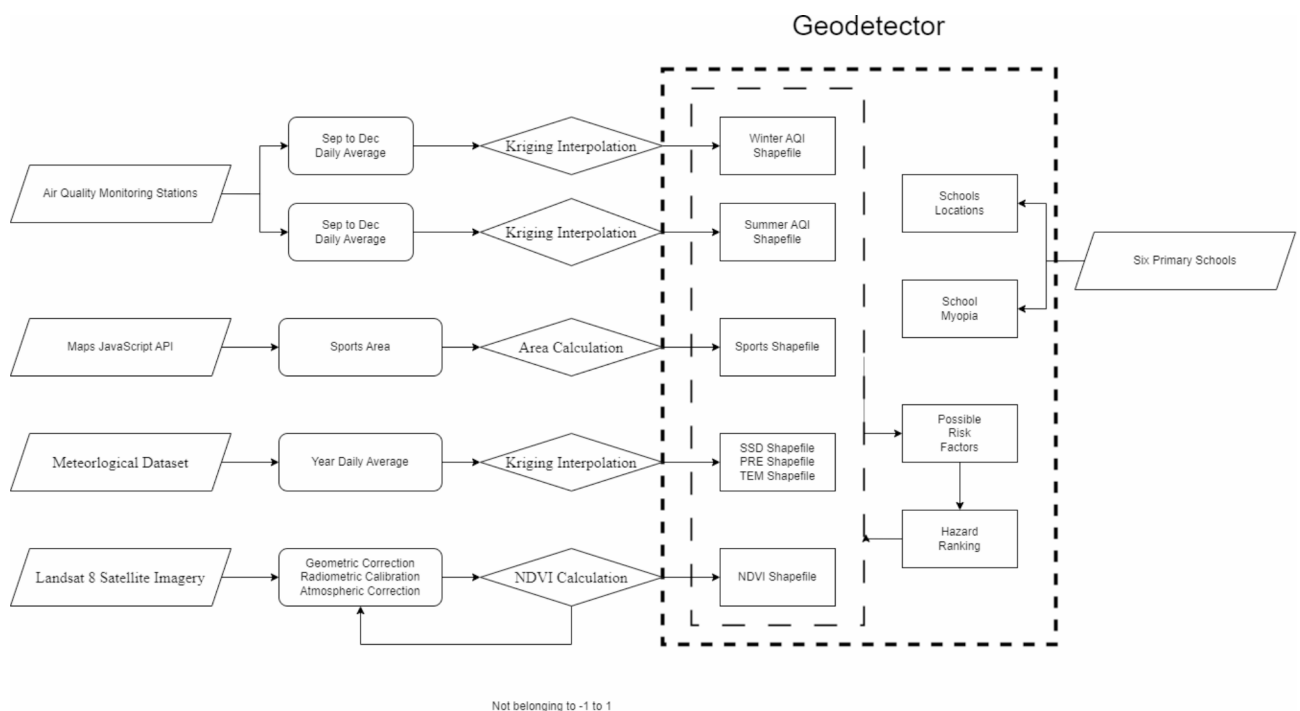 Geodetector
Sep to Dec
Daily Average
Kriging Interpolation
Winter AQI
Shapefile
Air Quality Monitoring Stations
Schools
Locations
Sep to Dec
Daily Average
Kriging Interpolation
Summer AQI
Shapefile
Six Primary Schools
School
Myopia
Maps JavaScript API
Sports Area
Area Calculation
Sports Shapefile
Possible
Risk
Factors
Meteorlogical Dataset
Year Daily Average
Kriging Interpolation
SSD Shapefile
PRE Shapefile
TEM Shapefile
Hazard
Ranking
Landsat 8 Satellite Imagery
Geometric Correction
Radiometric Calibration
Atmospheric Correction
NDVI Calculation
NDVI Shapefile
Not belonging to -1 to 1